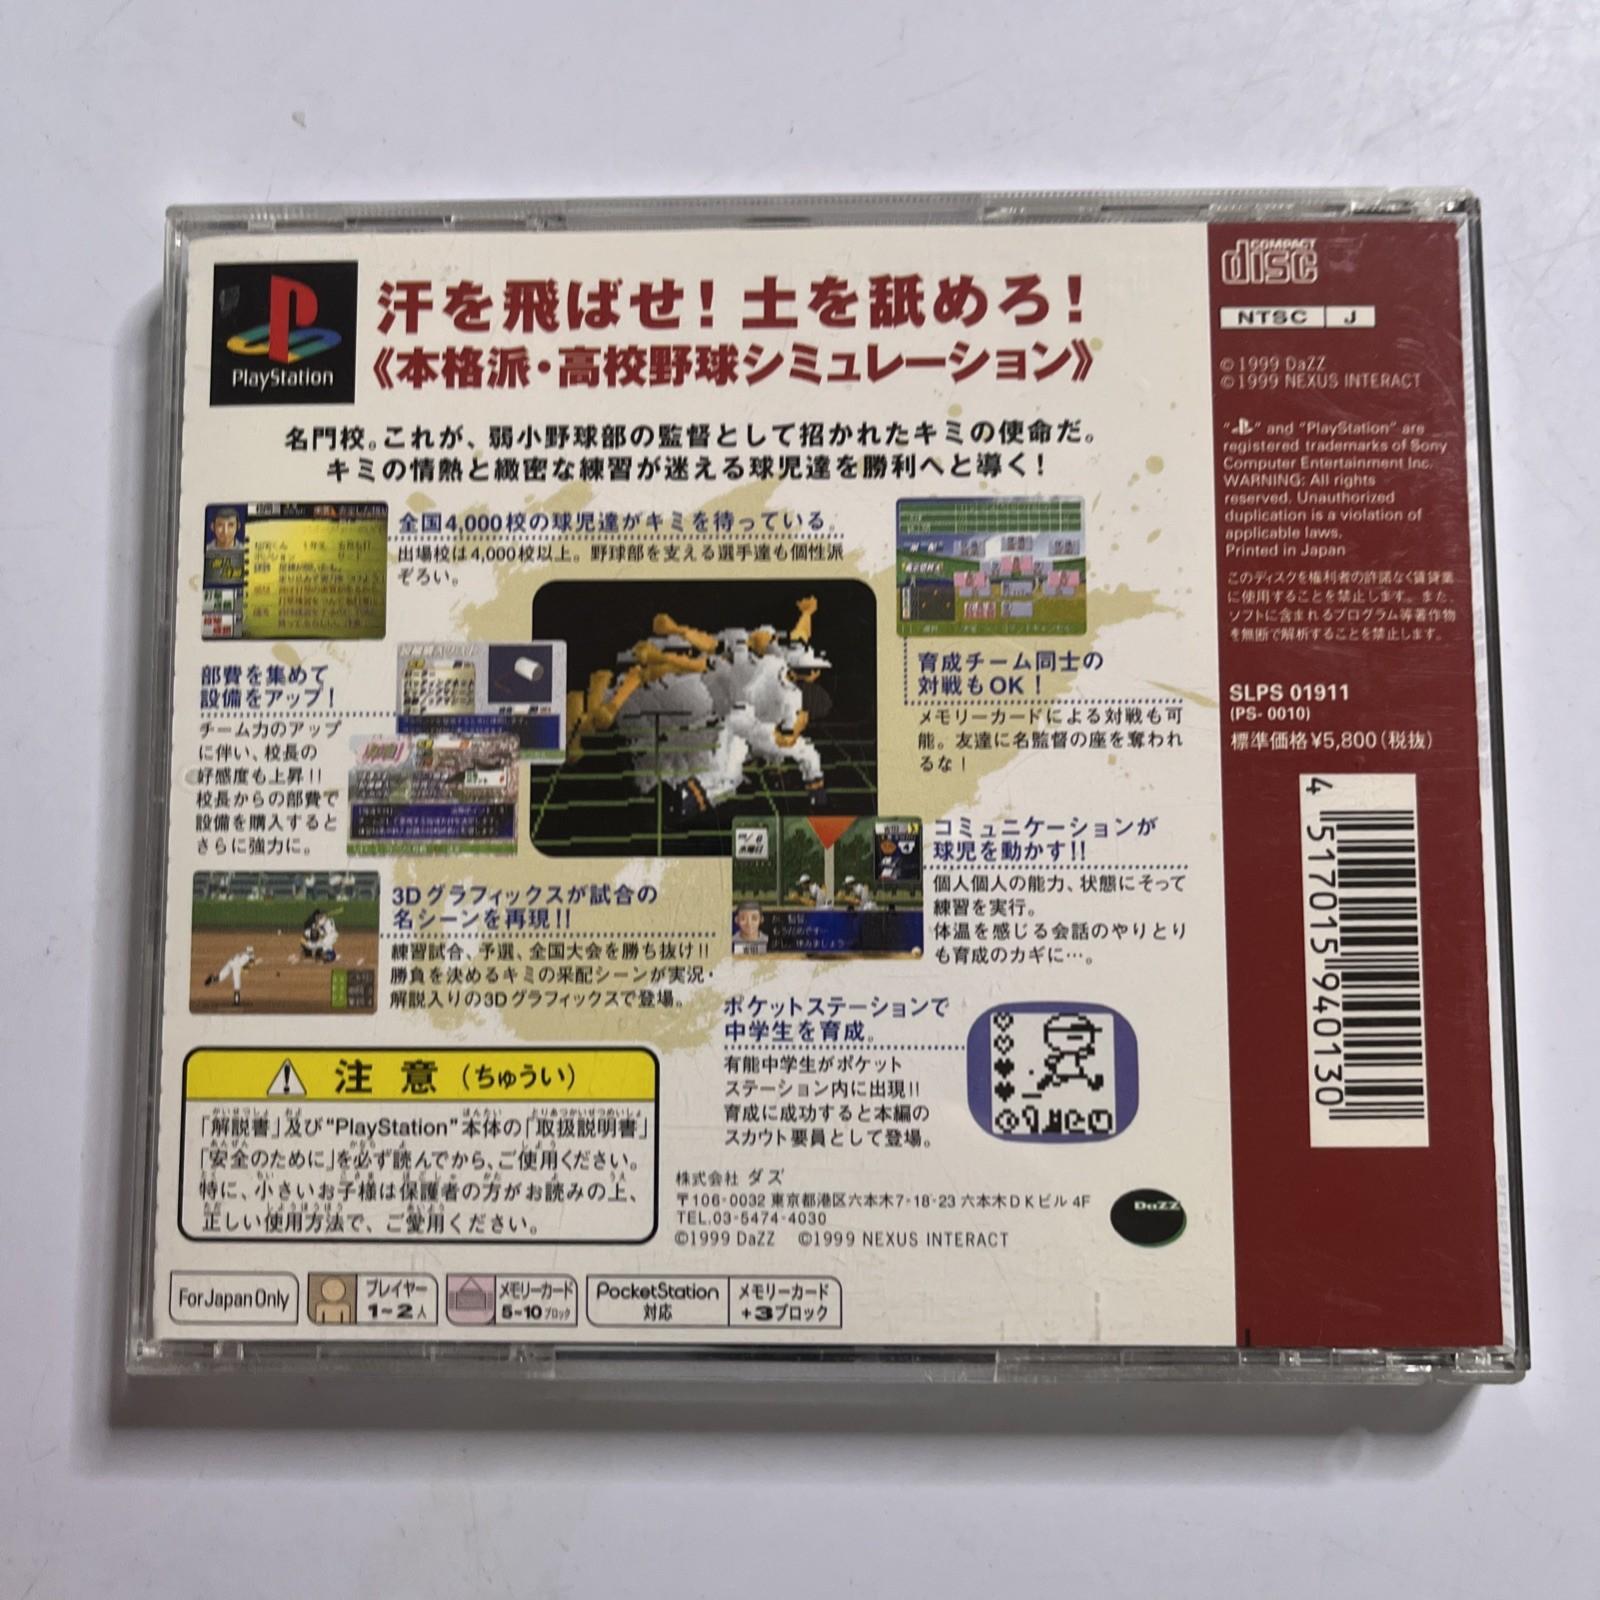 PlayStation
汗を飛ばせ!土を舐めろ!
《本格派・高校野球シミュレーション》
名門校。これが、弱小野球部の監督として招かれたキミの使命だ。
キミの情熱と緻密な練習が迷える球児達を勝利へと導く!
全国4,000校の球児達がキミを待っている。
出場校は4,000校以上。野球部を支える選手達も個性派
ぞろい。
部費を集めて
設備をアップ!
チーム力のアップ
に伴い、校長の
好感度も上昇!!
校長からの部費で
設備を購入すると
さらに強力に。
3Dグラフィックスが試合の
名シーンを再現!!
練習試合、予選、全国大会を勝ち抜け!!
勝負を決めるキミの采配シーンが実況・
解説入りの3Dグラフィックスで登場。
育成チーム同士の
対戦もOK!
メモリーカードによる対戦も可
能。友達に名監督の座を奪われ
るな!
コミュニケーションが
球児を動かす!!
個人個人の能力、状態にそって
練習を実行。
体温を感じる会話のやりとり
も育成のカギに…。
ポケットステーションで
中学生を育成。
有能中学生がポケット
ステーション内に出現!!
育成に成功すると本編の
スカウト要員として登場。
注意(ちゅうい)
「解説書」及び“PlayStation”本体の「取扱説明書」
「安全のために」を必ず読んでから、ご使用ください。
特に、小さいお子様は保護者の方がお読みの上、
正しい使用方法で、ご愛用ください。
株式会社 ダズ
〒106-0032 東京都港区六本木7-18-23 六本木DKビル4F
TEL.03-5474-4030
©1999 DaZZ ©1999 NEXUS INTERACT
DaZZ
For Japan Only
プレイヤー
1~2人
メモリーカード
5~10ブロック
PocketStation
対応
メモリーカード
+3ブロック
COMPACT
disc
NTSC J
©1999 DaZZ
©1999 NEXUS INTERACT
“PS” and “PlayStation” are
registered trademarks of Sony
Computer Entertainment Inc.
WARNING: All rights
reserved. Unauthorized
duplication is a violation of
applicable laws.
Printed in Japan
このディスクを権利者の許諾なく賃貸業
に使用することを禁止します。また、
ソフトに含まれるプログラム等著作物
を無断で解析することを禁止します。
SLPS 01911
(PS-0010)
標準価格¥5,800(税抜)
4 517015 940130